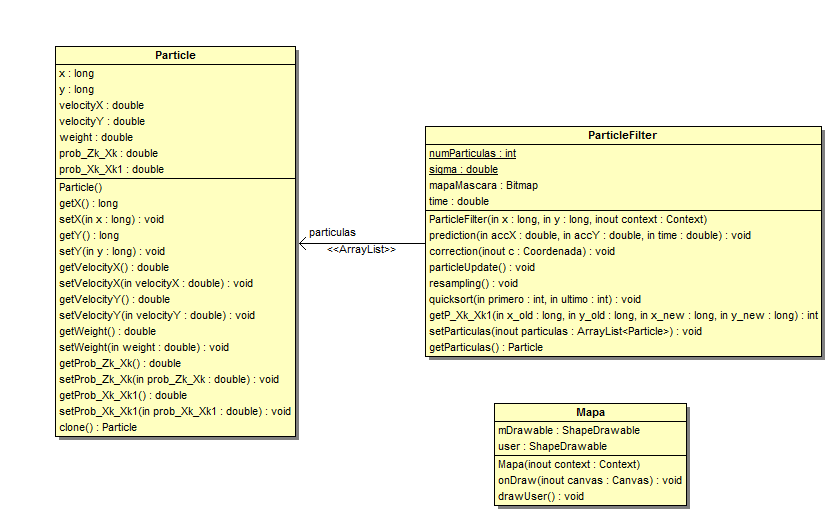 Particle
x : long
y : long
velocityX : double
velocityY : double
weight : double
prob_Zk_Xk : double
prob_Xk_Xk1 : double
Particle()
getX() : long
setX(in x : long) : void
getY() : long
setY(in y : long) : void
getVelocityX() : double
setVelocityX(in velocityX : double) : void
getVelocityY() : double
setVelocityY(in velocityY : double) : void
getWeight() : double
setWeight(in weight : double) : void
getProb_Zk_Xk() : double
setProb_Zk_Xk(in prob_Zk_Xk : double) : void
getProb_Xk_Xk1() : double
setProb_Xk_Xk1(in prob_Xk_Xk1 : double) : void
clone() : Particle
particulas
<<ArrayList>>
ParticleFilter
numParticulas : int
sigma : double
mapaMascara : Bitmap
time : double
ParticleFilter(in x : long, in y : long, inout context : Context)
prediction(in accX : double, in accY : double, in time : double) : void
correction(inout c : Coordenada) : void
particleUpdate() : void
resampling() : void
quicksort(in primero : int, in ultimo : int) : void
getP_Xk_Xk1(in x_old : long, in y_old : long, in x_new : long, in y_new : long) : int
setParticulas(inout particulas : ArrayList<Particle>) : void
getParticulas() : Particle
Mapa
mDrawable : ShapeDrawable
user : ShapeDrawable
Mapa(inout context : Context)
onDraw(inout canvas : Canvas) : void
drawUser() : void